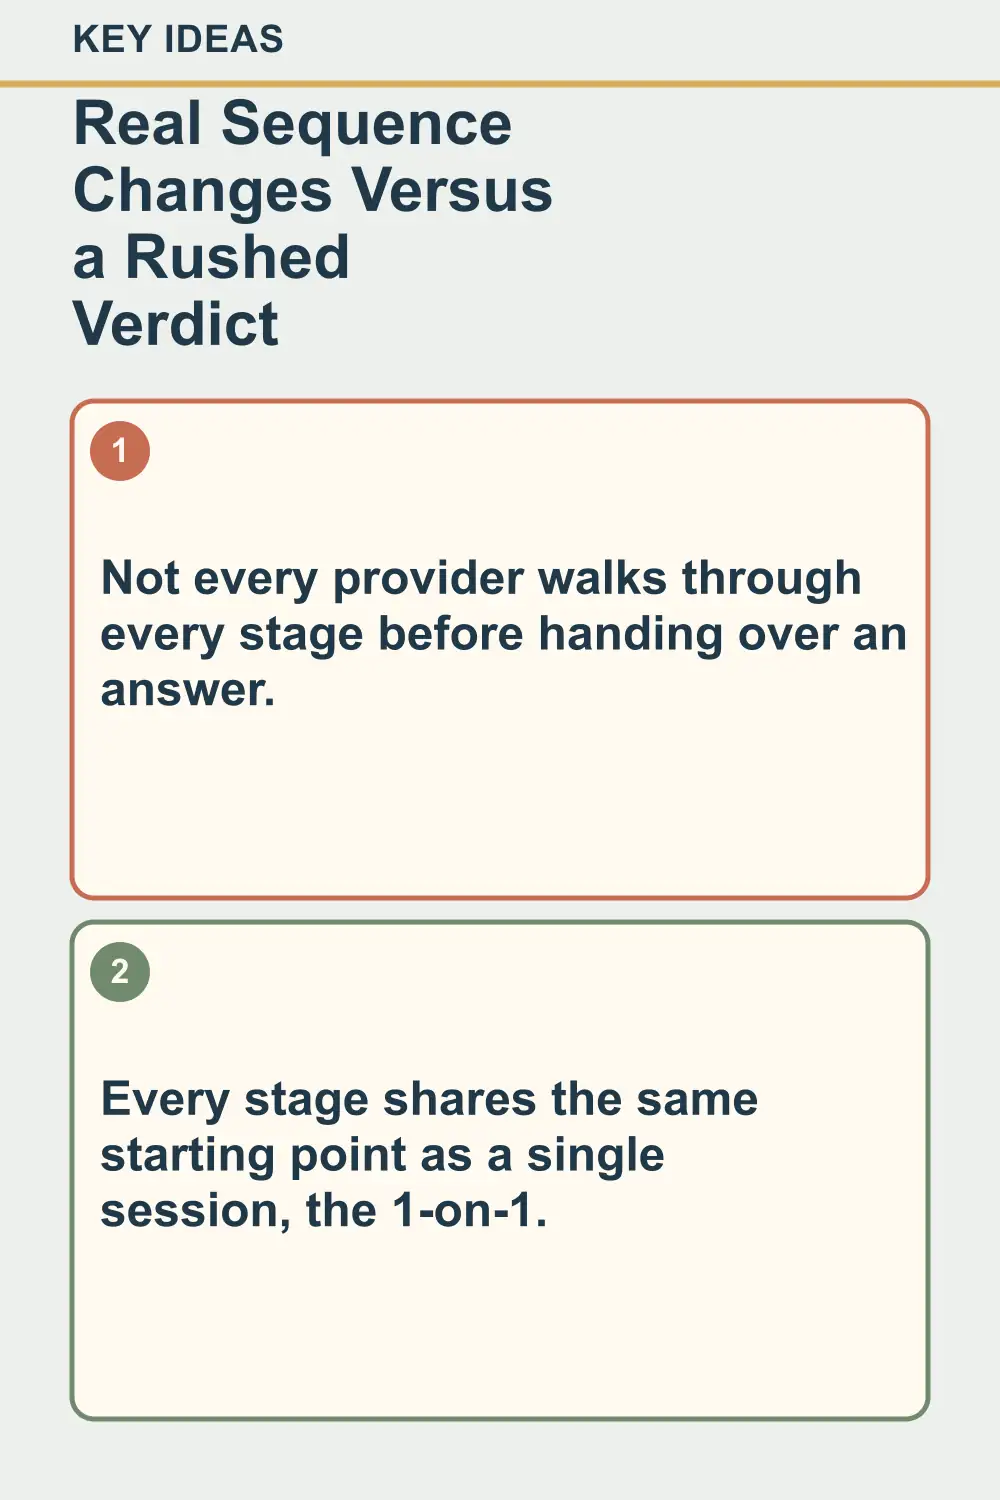 KEY IDEAS
Real Sequence
Changes Versus
a Rushed
Verdict
1
Not every provider walks through
every stage before handing over an
answer.
2
Every stage shares the same
starting point as a single
session, the 1-on-1.